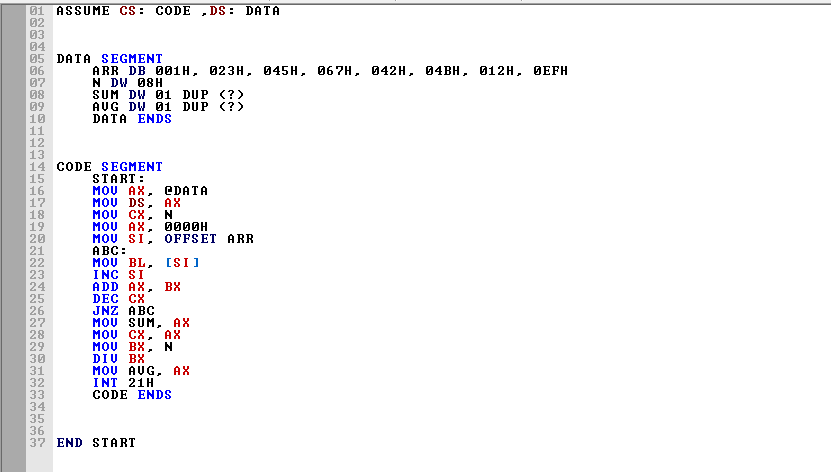 01 ASSUME CS: CODE ,DS: DATA
02
03
04
05 DATA SEGMENT
06 ARR DB 001H, 023H, 045H, 067H, 042H, 04BH, 012H, 0EFH
07 N DW 08H
08 SUM DW 01 DUP (?)
09 AVG DW 01 DUP (?)
10 DATA ENDS
11
12
13
14 CODE SEGMENT
15 START:
16 MOV AX, @DATA
17 MOV DS, AX
18 MOV CX, N
19 MOV AX, 0000H
20 MOV SI, OFFSET ARR
21 ABC:
22 MOV BL, [SI]
23 INC SI
24 ADD AX, BX
25 DEC CX
26 JNZ ABC
27 MOV SUM, AX
28 MOV CX, AX
29 MOV BX, N
30 DIV BX
31 MOV AVG, AX
32 INT 21H
33 CODE ENDS
34
35
36
37 END START